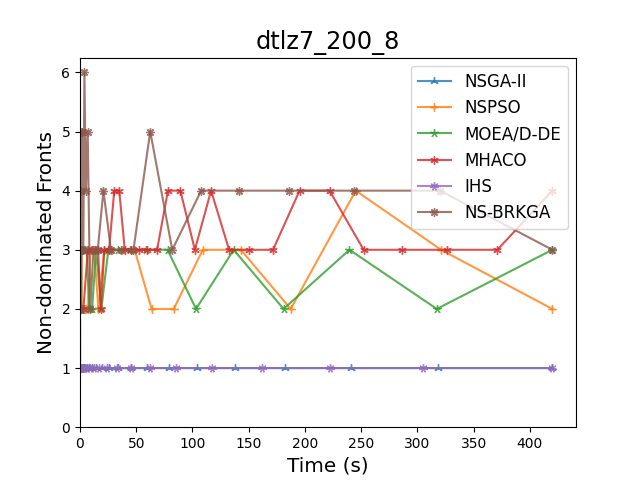 dtlz7_200_8
Non-dominated Fronts
6
5
4
3
2
1
0
NSGA-II
NSPSO
MOEA/D-DE
MHACO
IHS
NS-BRKGA
0 50 100 150 200 250 300 350 400
Time (s)